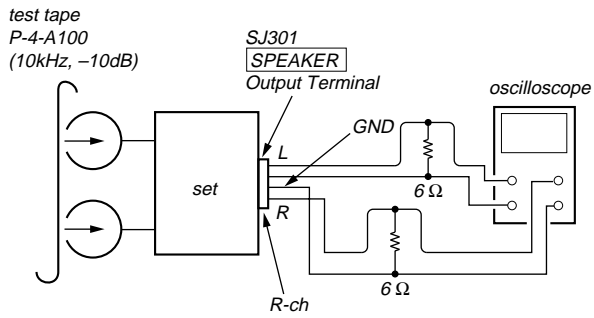 test tape
P-4-A100
(10kHz, –10dB)
SJ301
SPEAKER
Output Terminal
oscilloscope
GND
L
set
6 Ω
R
6 Ω
R-ch